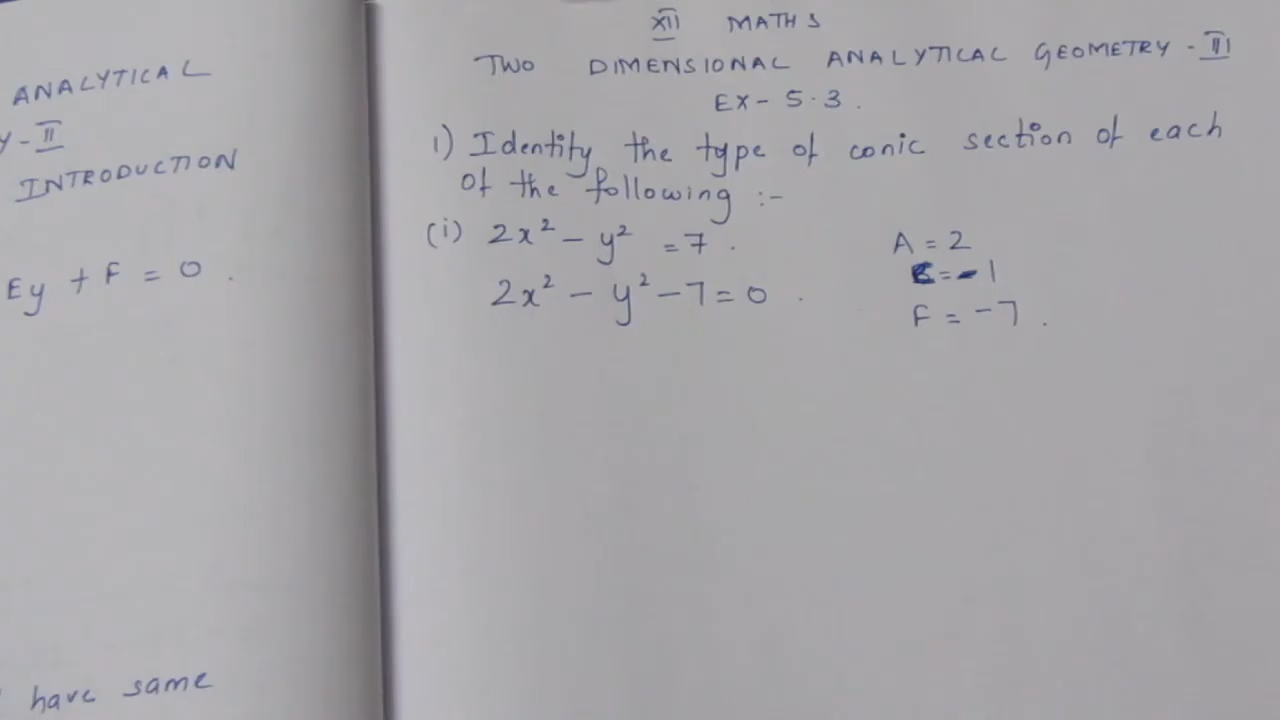 ANALYTICAL
Y - II
INTRODUCTION
Ey + F = 0 .
have same
XII MATHS
TWO DIMENSIONAL ANALYTICAL GEOMETRY - II
EX - 5.3 .
1) Identify the type of conic section of each
of the following :-
(i) 2x² - y² = 7 .
2x² - y² - 7 = 0 .
A = 2
C = -1
F = -7 .